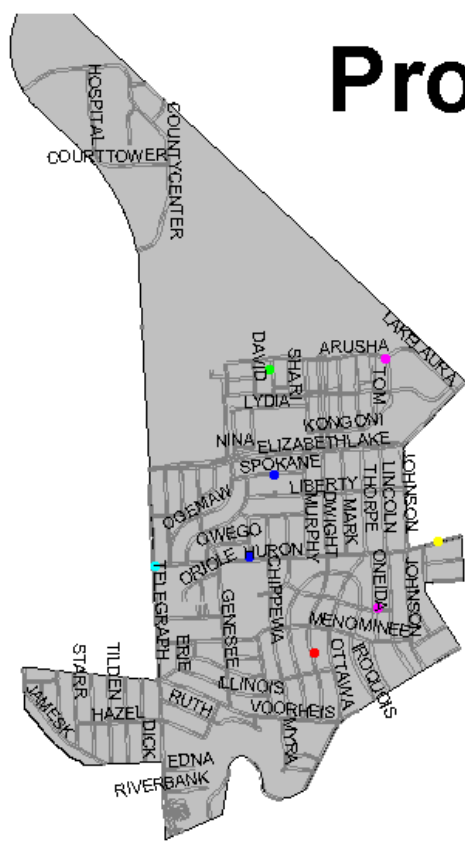 Pro
HOSPITAL
COUNTYCENTER
COURTTOWER
LAKE AURA
ARUSHA
DAVID
SHARI
TOM
LYDIA
KONGONI
NINA
ELIZABETHLAKE
SPOKANE
JOHNSON
LIBERTY
LINCOLN
THORPE
MARK
DWIGHT
MURPHY
OGEMAW
OWEGO
ORIOLE
HURON
CHIPPEWA
ONEIDA
JOHNSON
TELEGRAPH
GENESEE
MENOMINEE
ERIE
OTTAWA
IROQUOIS
ILLINOIS
TILDEN
STARR
RUTH
VOORHEIS
JAMESK
HAZEL
DICK
MYRA
EDNA
RIVERBANK